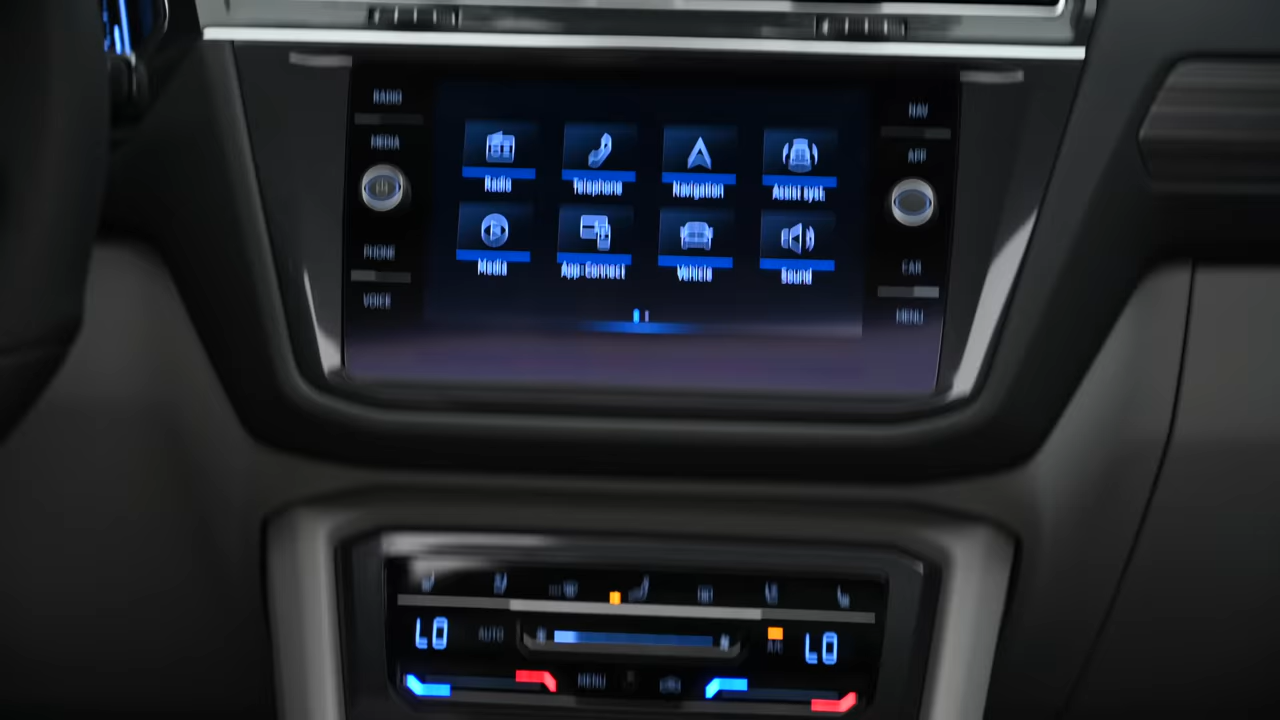 RADIO
MEDIA
PHONE
VOICE
Radio
Telephone
Navigation
Assist syst.
Media
App-Connect
Vehicle
Sound
NAV
APP
CAR
MENU
LO
AUTO
A/C
LO
MENU